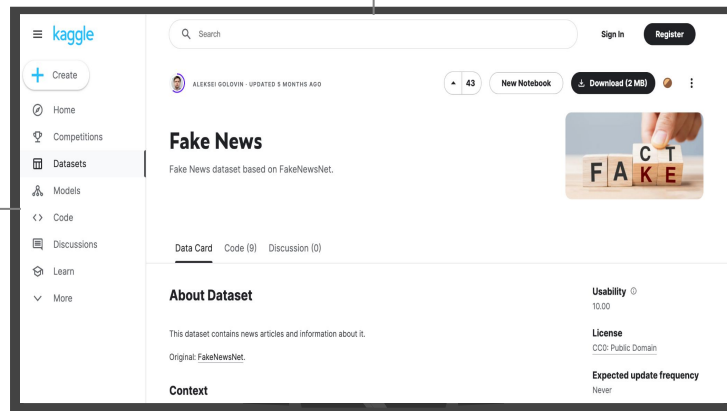 kaggle
Search
Sign In
Register
Create
Home
Competitions
Datasets
Models
Code
Discussions
Learn
More
ALEKSEI GOLOVIN · UPDATED 5 MONTHS AGO
43
New Notebook
Download (2 MB)
Fake News
Fake News dataset based on FakeNewsNet.
C T
F A K E
Data Card Code (9) Discussion (0)
About Dataset
This dataset contains news articles and information about it.
Original: FakeNewsNet.
Context
Usability
10.00
License
CC0: Public Domain
Expected update frequency
Never